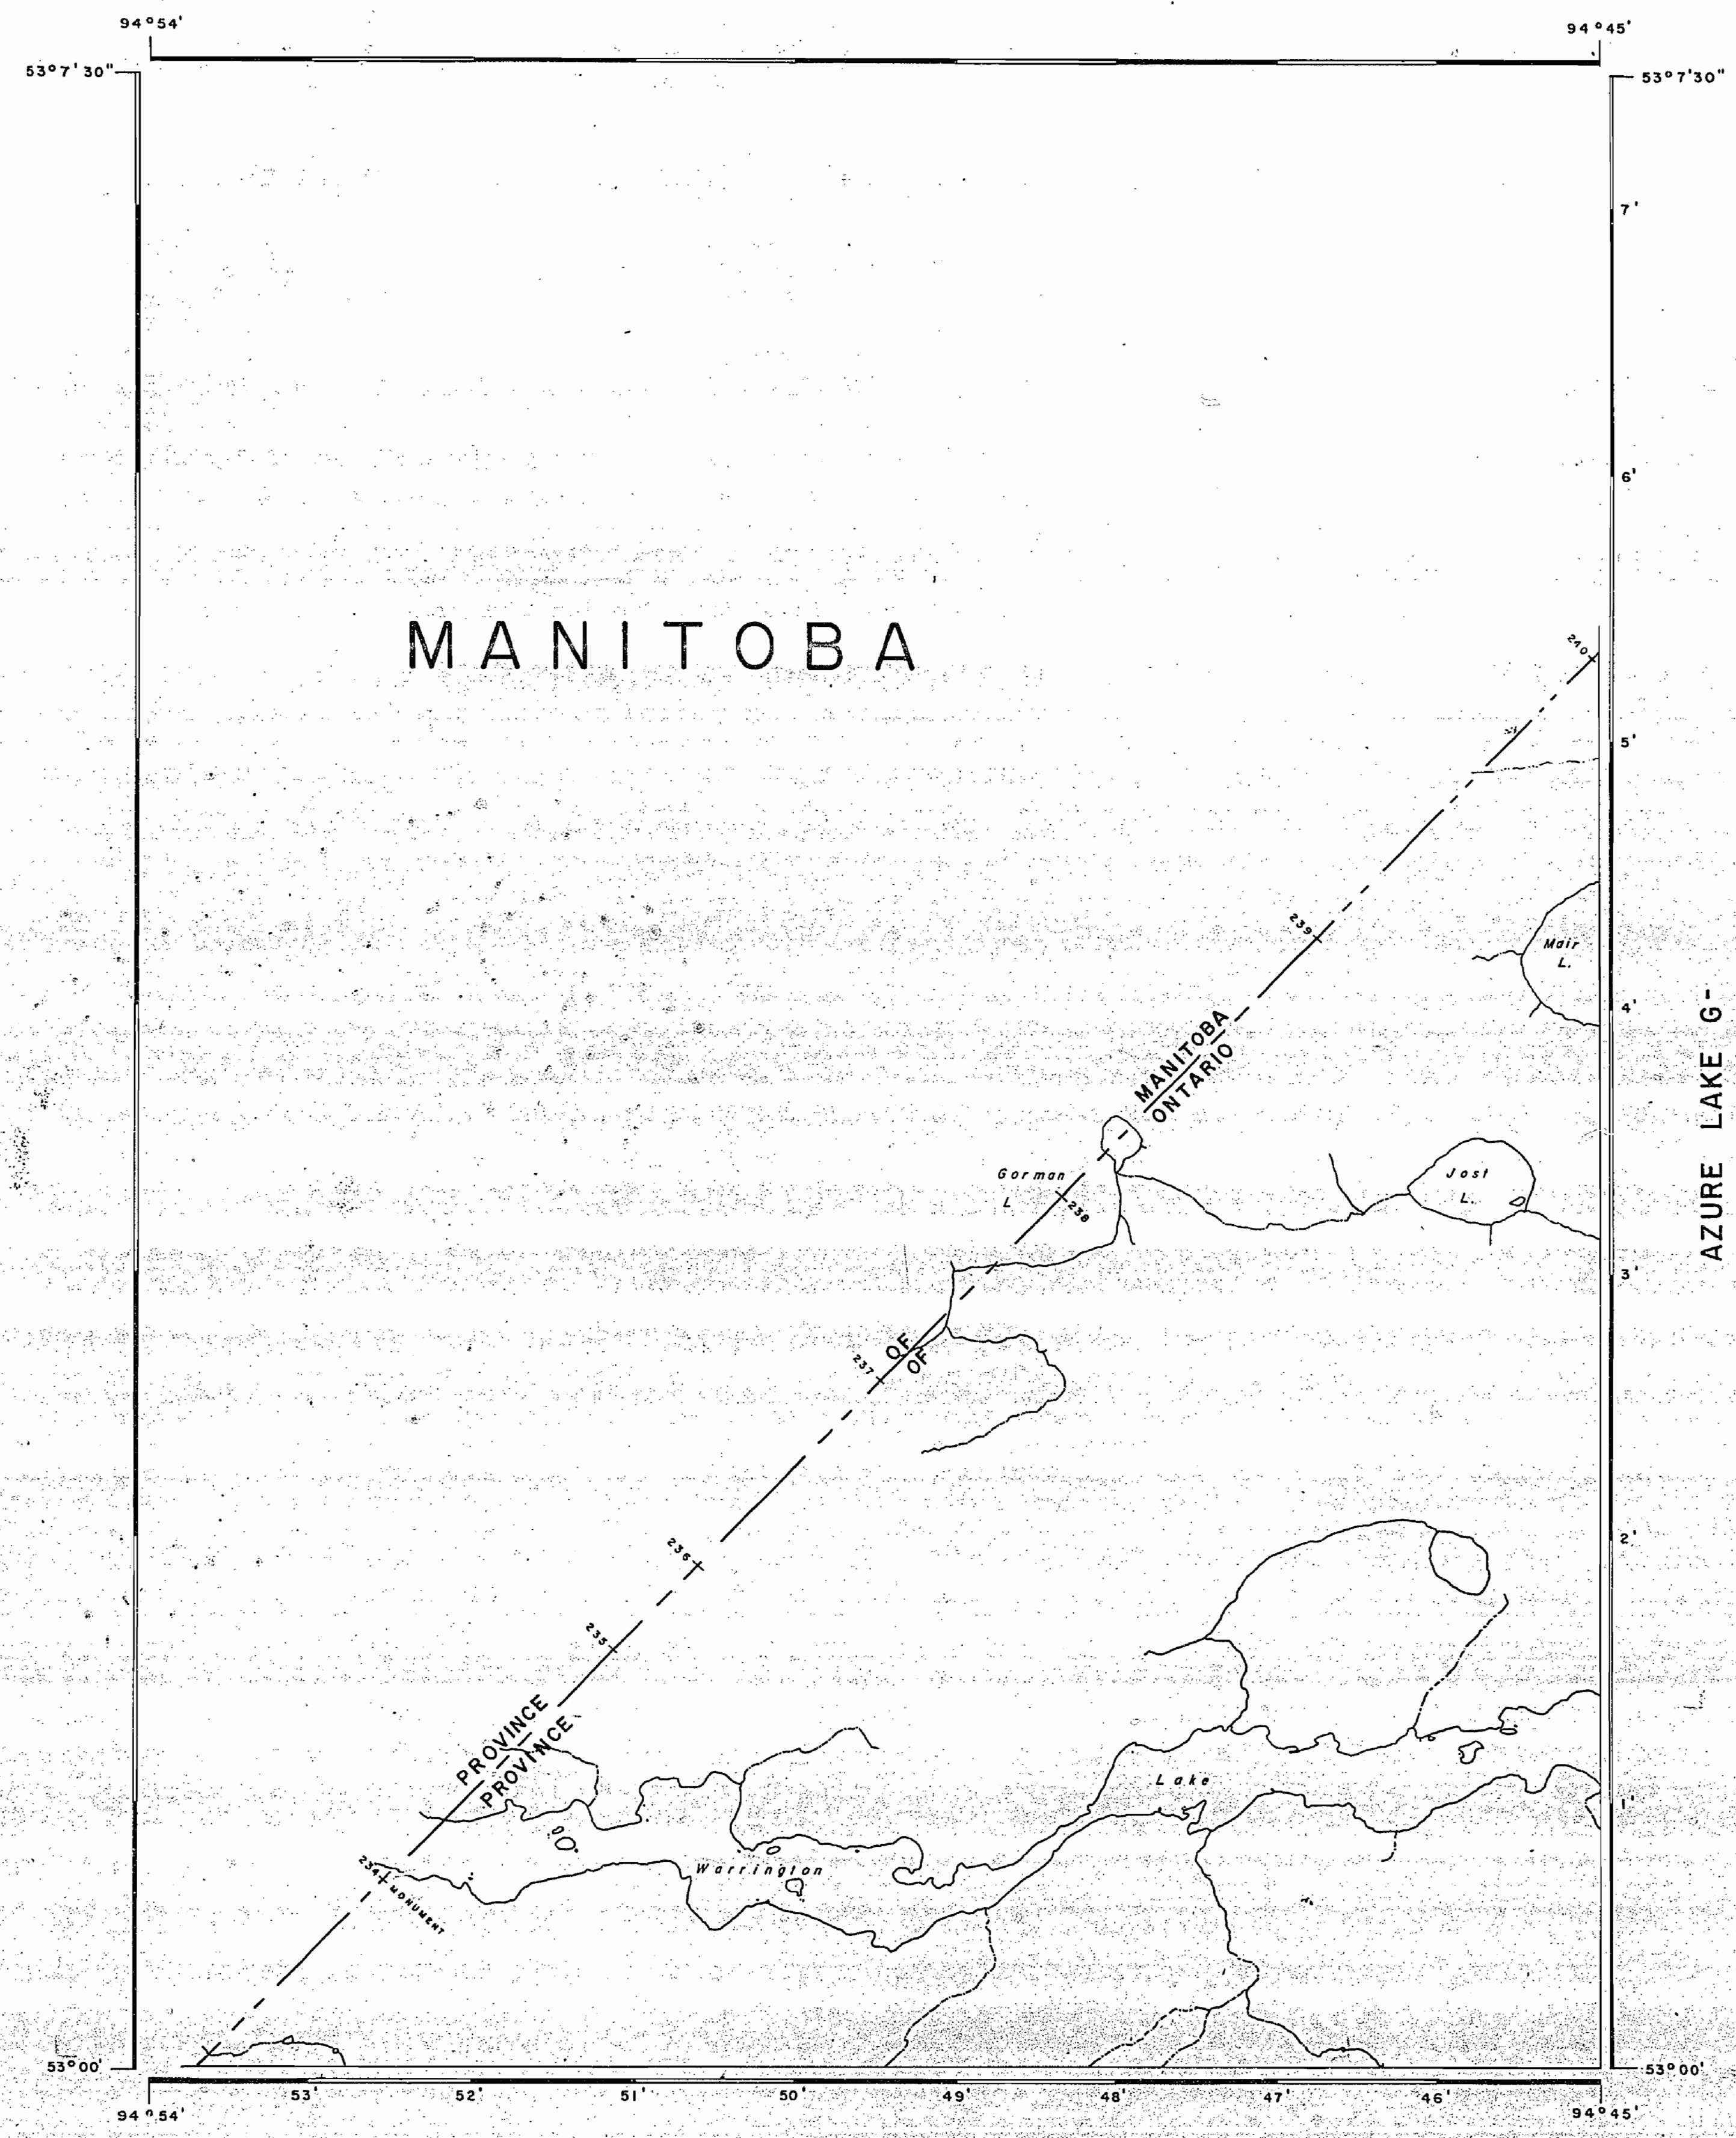 94°54'
94°45'
53°7'30"
53°7'30"
7'
6'
MANITOBA
240
5'
239
Mair
L.
4'
AZURE LAKE G-
MANITOBA
ONTARIO
Gorman
L
238
Jost
L.
3'
OF
OF
237
2'
236
235
PROVINCE
PROVINCE
Lake
1'
234
MONUMENT
Warrington
53°00'
53°00'
53'
52'
51'
50'
49'
48'
47'
46'
94°54'
94°45'